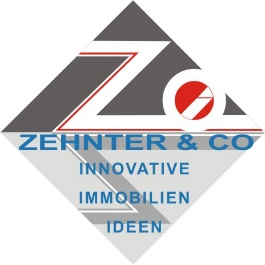 ZEHNTER & CO
INNOVATIVE
IMMOBILIEN
IDEEN